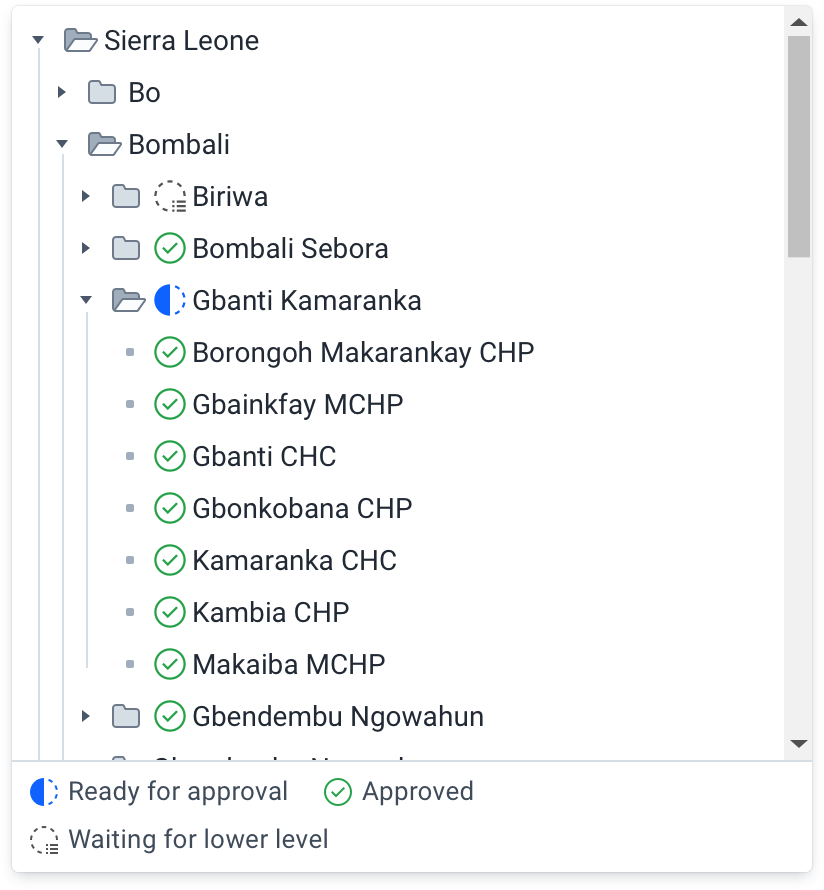 Sierra Leone
Bo
Bombali
Biriwa
Bombali Sebora
Gbanti Kamaranka
Borongoh Makarankay CHP
Gbainkfay MCHP
Gbanti CHC
Gbonkobana CHP
Kamaranka CHC
Kambia CHP
Makaiba MCHP
Gbendembu Ngowahun
Ready for approval
Approved
Waiting for lower level